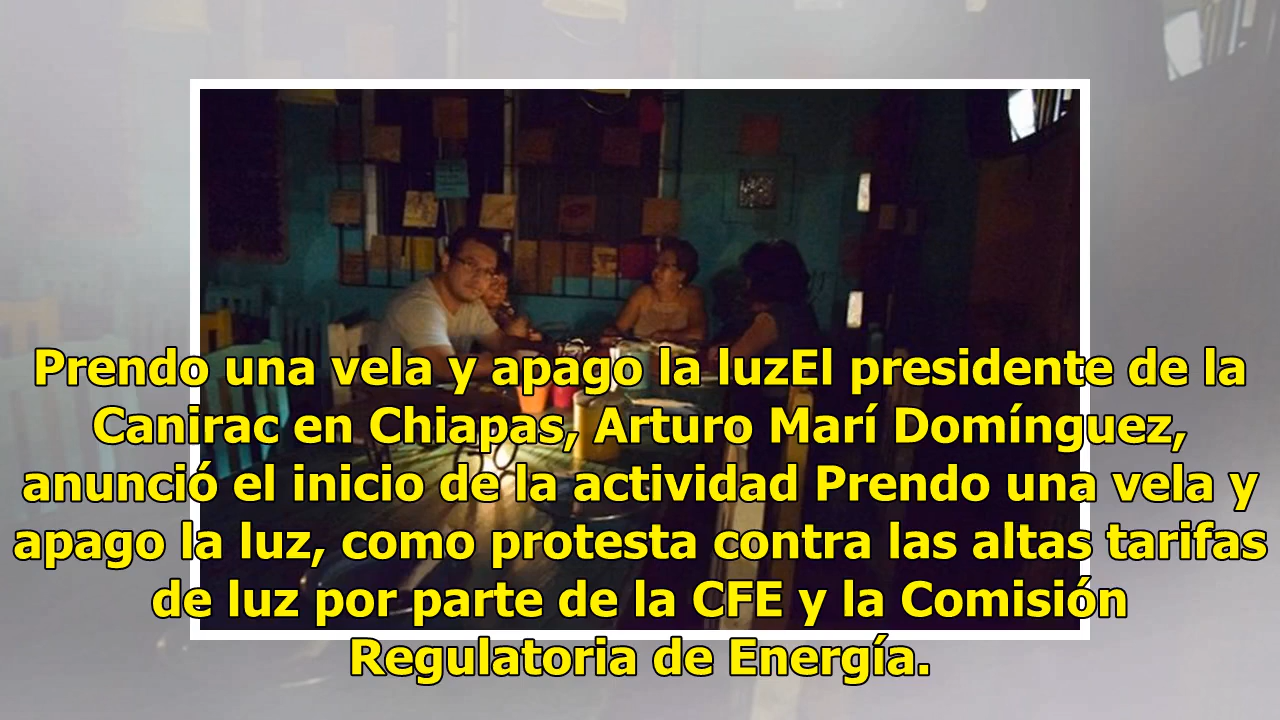 Prendo una vela y apago la luzEl presidente de la
Canirac en Chiapas, Arturo Marí Domínguez,
anunció el inicio de la actividad Prendo una vela y
apago la luz, como protesta contra las altas tarifas
de luz por parte de la CFE y la Comisión
Regulatoria de Energía.